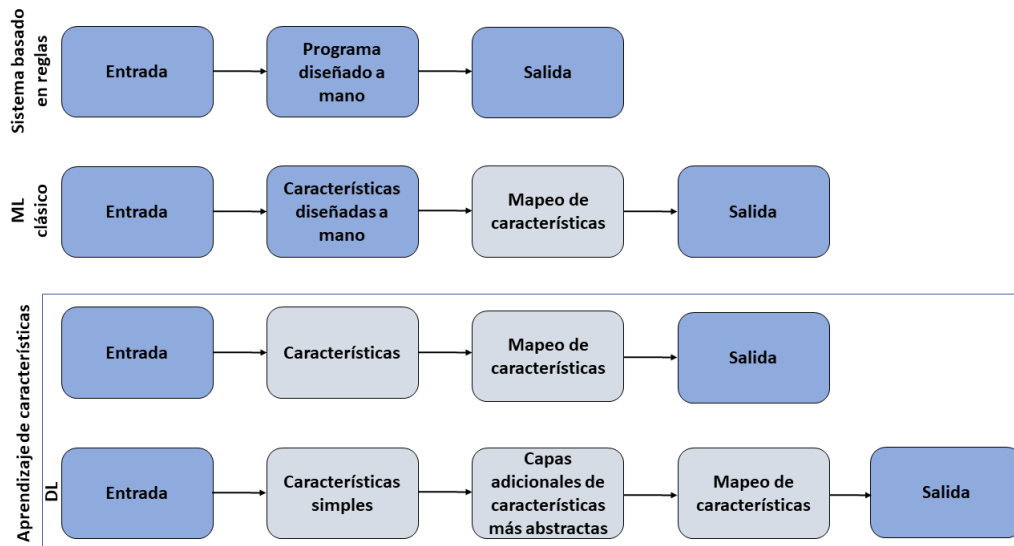 Sistema basado
en reglas
Entrada
Programa
diseñado a
mano
Salida
ML
clásico
Entrada
Características
diseñadas a
mano
Mapeo de
características
Salida
Aprendizaje de características
Entrada
Características
Mapeo de
características
Salida
DL
Entrada
Características
simples
Capas
adicionales de
características
más abstractas
Mapeo de
características
Salida